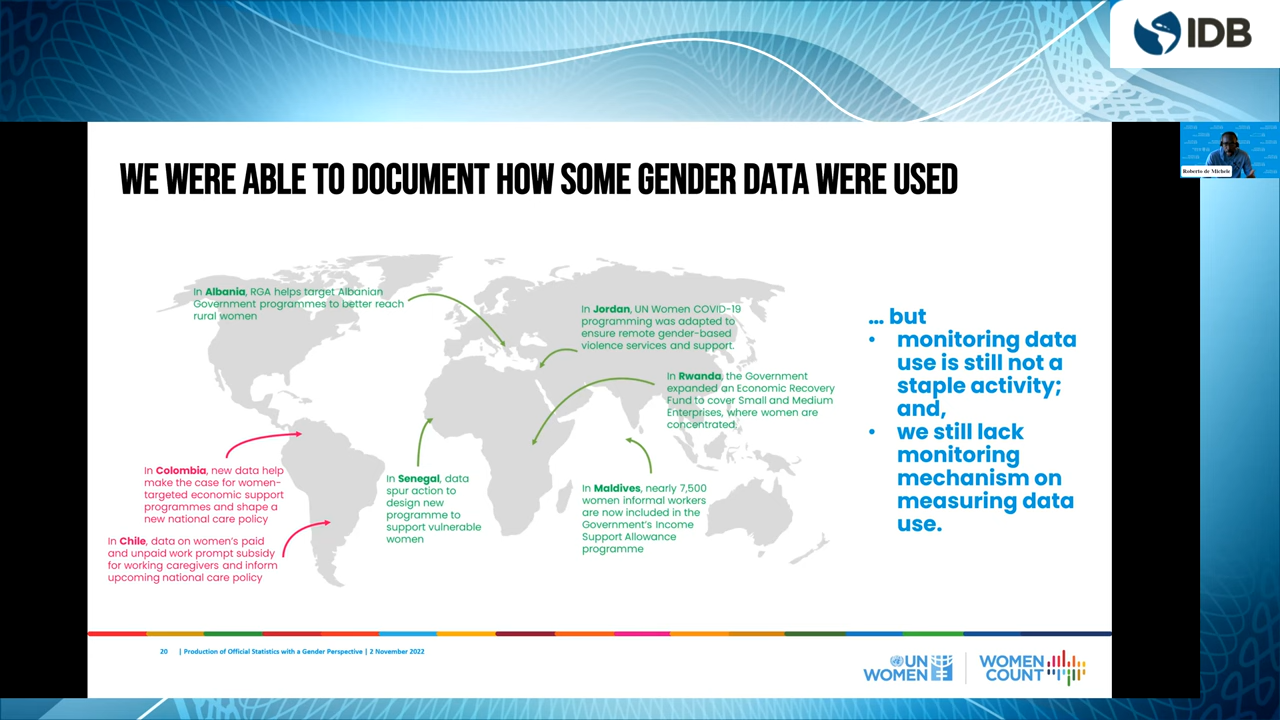 IDB
Roberto de Michele
WE WERE ABLE TO DOCUMENT HOW SOME GENDER DATA WERE USED
In Albania, RGA helps target Albanian
Government programmes to better reach
rural women
In Jordan, UN Women COVID-19
programming was adapted to
ensure remote gender-based
violence services and support.
In Rwanda, the Government
expanded an Economic Recovery
Fund to cover Small and Medium
Enterprises, where women are
concentrated.
In Colombia, new data help
make the case for women-
targeted economic support
programmes and shape a
new national care policy
In Chile, data on women's paid
and unpaid work prompt subsidy
for working caregivers and inform
upcoming national care policy
In Senegal, data
spur action to
design new
programme to
support vulnerable
women
In Maldives, nearly 7,500
women informal workers
are now included in the
Government's Income
Support Allowance
programme
... but
• monitoring data
use is still not a
staple activity;
and,
• we still lack
monitoring
mechanism on
measuring data
use.
20 | Production of Official Statistics with a Gender Perspective | 2 November 2022
UN
WOMEN
WOMEN
COUNT